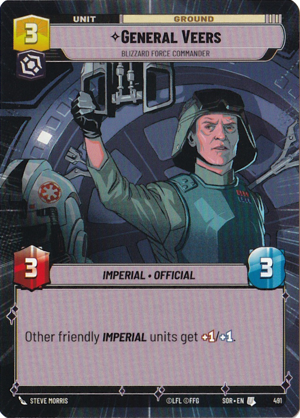 UNIT GROUND
3
GENERAL VEERS
BLIZZARD FORCE COMMANDER
3 3
IMPERIAL • OFFICIAL
Other friendly IMPERIAL units get +1/+1.
STEVE MORRIS ©LFL ©FFG SOR • EN U 491